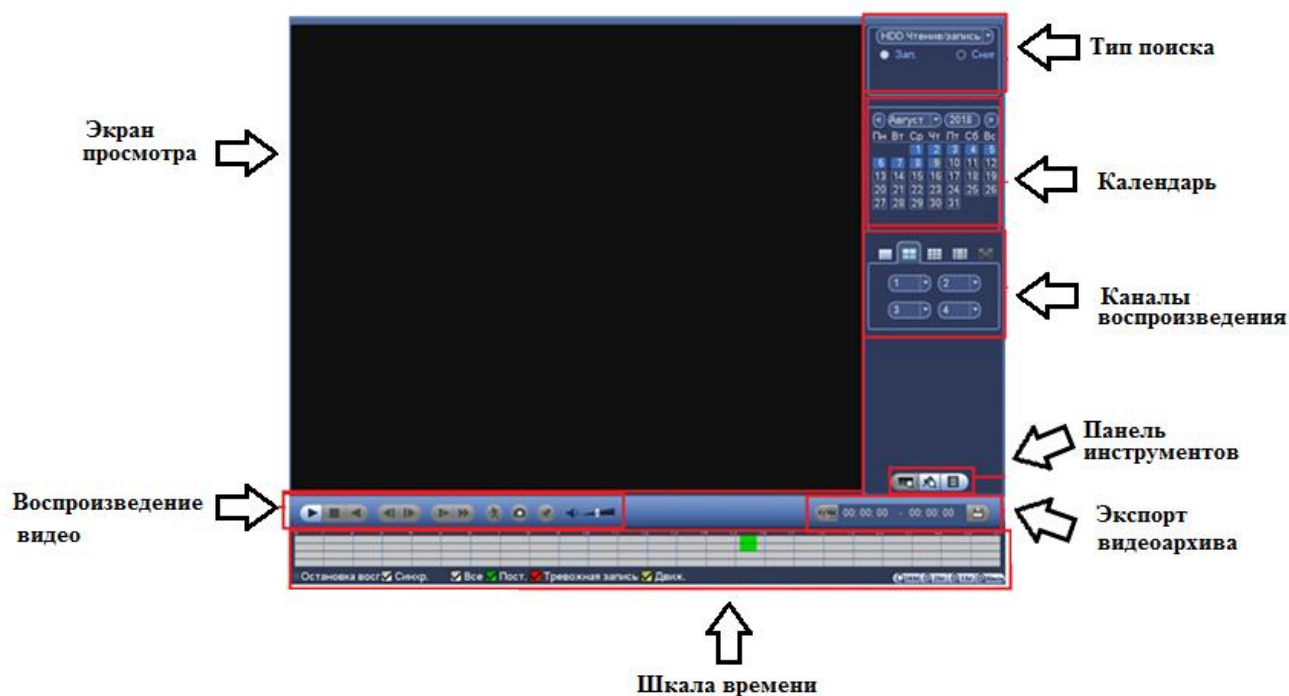 HDD Чтение/запись
Зап.
Тип поиска
Экран
просмотра
Август 2018
Пн Вт Ср Чт Пт Сб Вс
1 2 3 4 5
6 7 8 9 10 11 12
13 14 15 16 17 18 19
20 21 22 23 24 25 26
27 28 29 30 31
Календарь
1 2
3 4
Каналы
воспроизведения
Панель
инструментов
Воспроизведение
видео
00:00:00 - 00:00:00
Экспорт
видеоархива
Остановка восп Синхр. Все Пост. Тревожная запись Движ.
Шкала времени